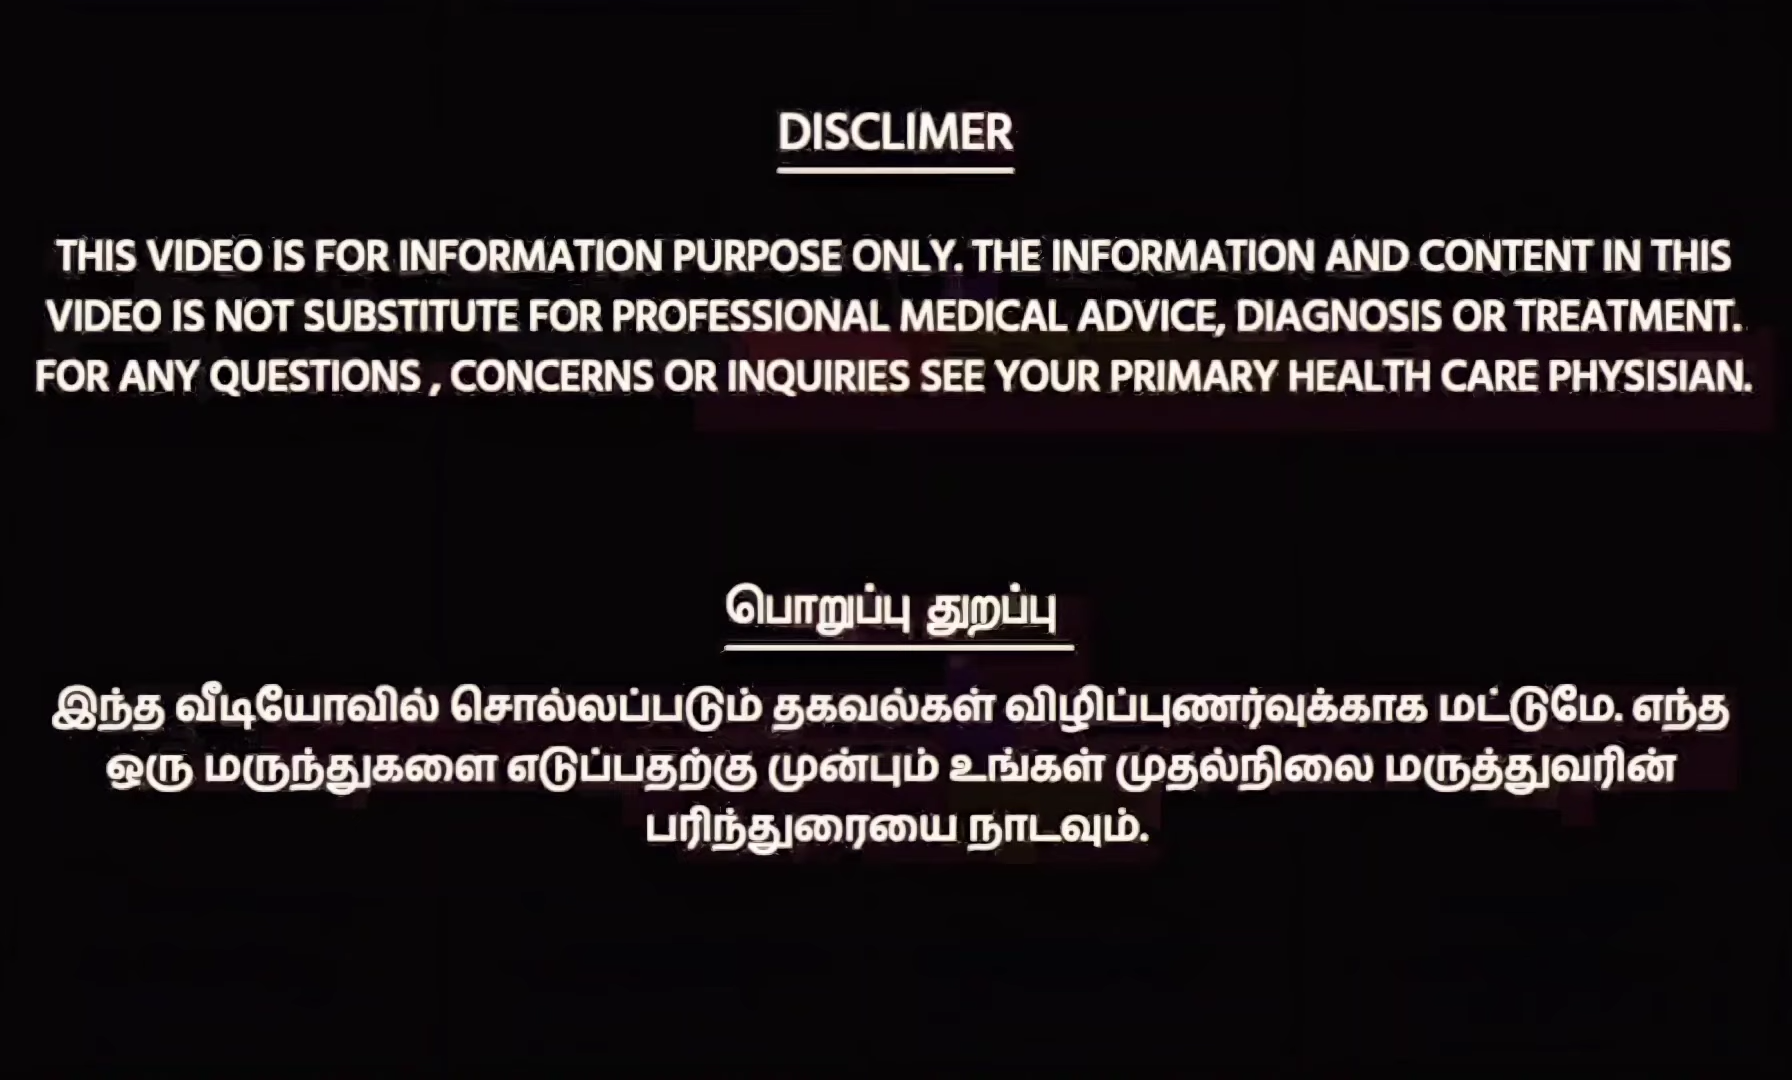 DISCLIMER
THIS VIDEO IS FOR INFORMATION PURPOSE ONLY. THE INFORMATION AND CONTENT IN THIS
VIDEO IS NOT SUBSTITUTE FOR PROFESSIONAL MEDICAL ADVICE, DIAGNOSIS OR TREATMENT.
FOR ANY QUESTIONS , CONCERNS OR INQUIRIES SEE YOUR PRIMARY HEALTH CARE PHYSISIAN.
பொறுப்பு துறப்பு
இந்த வீடியோவில் சொல்லப்படும் தகவல்கள் விழிப்புணர்வுக்காக மட்டுமே. எந்த
ஒரு மருந்துகளை எடுப்பதற்கு முன்பும் உங்கள் முதல்நிலை மருத்துவரின்
பரிந்துரையை நாடவும்.